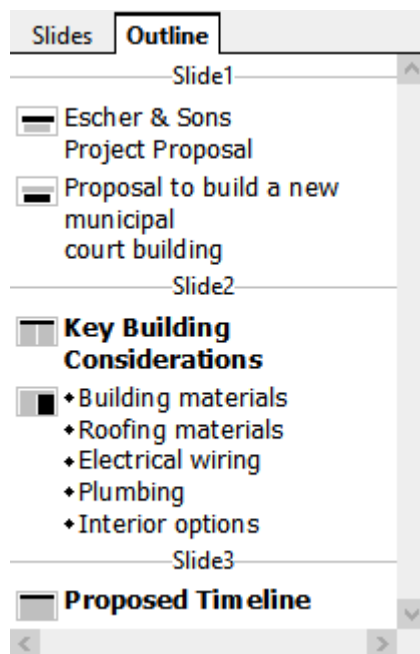 Slides Outline
Slide1
Escher & Sons
Project Proposal
Proposal to build a new
municipal
court building
Slide2
Key Building
Considerations
◆Building materials
◆Roofing materials
◆Electrical wiring
◆Plumbing
◆Interior options
Slide3
Proposed Timeline